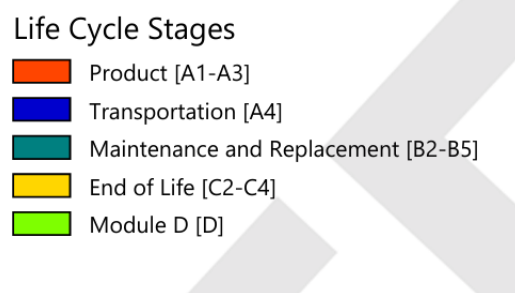 Life Cycle Stages
Product [A1-A3]
Transportation [A4]
Maintenance and Replacement [B2-B5]
End of Life [C2-C4]
Module D [D]